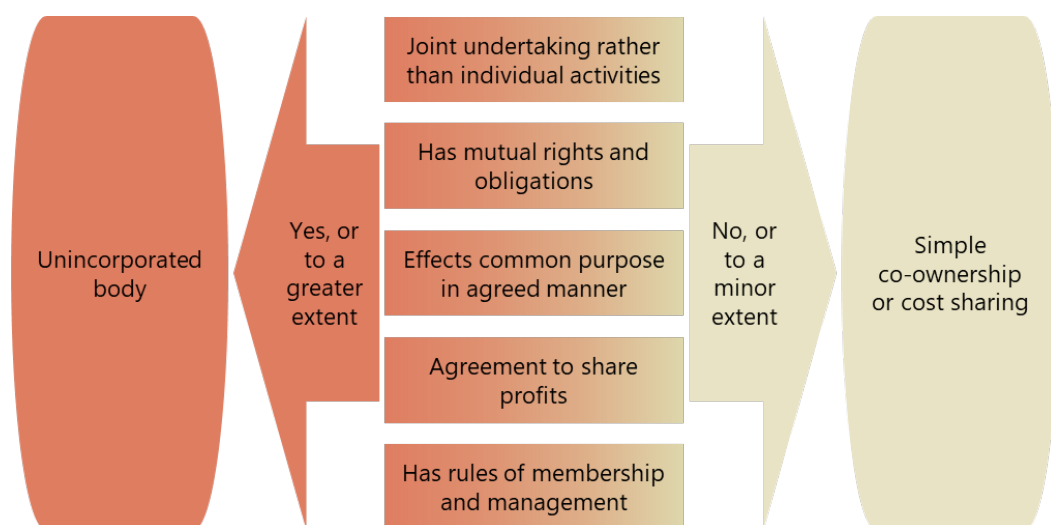 Unincorporated
body
Yes, or
to a
greater
extent
Joint undertaking rather
than individual activities
Has mutual rights and
obligations
Effects common purpose
in agreed manner
Agreement to share
profits
Has rules of membership
and management
No, or
to a
minor
extent
Simple
co-ownership
or cost sharing